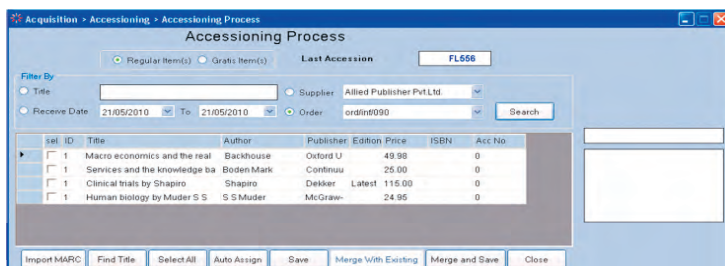 Acquisition > Accessioning > Accessioning Process
Accessioning Process
Regular Item(s) Gratis Item(s) Last Accession FL556
Filter By
Title Supplier Allied Publisher Pvt.Ltd.
Receive Date 21/05/2010 To 21/05/2010 Order ord/inf/090 Search
sel ID Title Author Publisher Edition Price ISBN Acc No
1 Macro economics and the real Backhouse Oxford U 49.98 0
1 Services and the knowledge ba Boden Mark Continuu 25.00 0
1 Clinical trials by Shapiro Shapiro Dekker Latest 115.00 0
1 Human biology by Muder S S S S Muder McGraw- 24.95 0
Import MARC Find Title Select All Auto Assign Save Merge With Existing Merge and Save Close